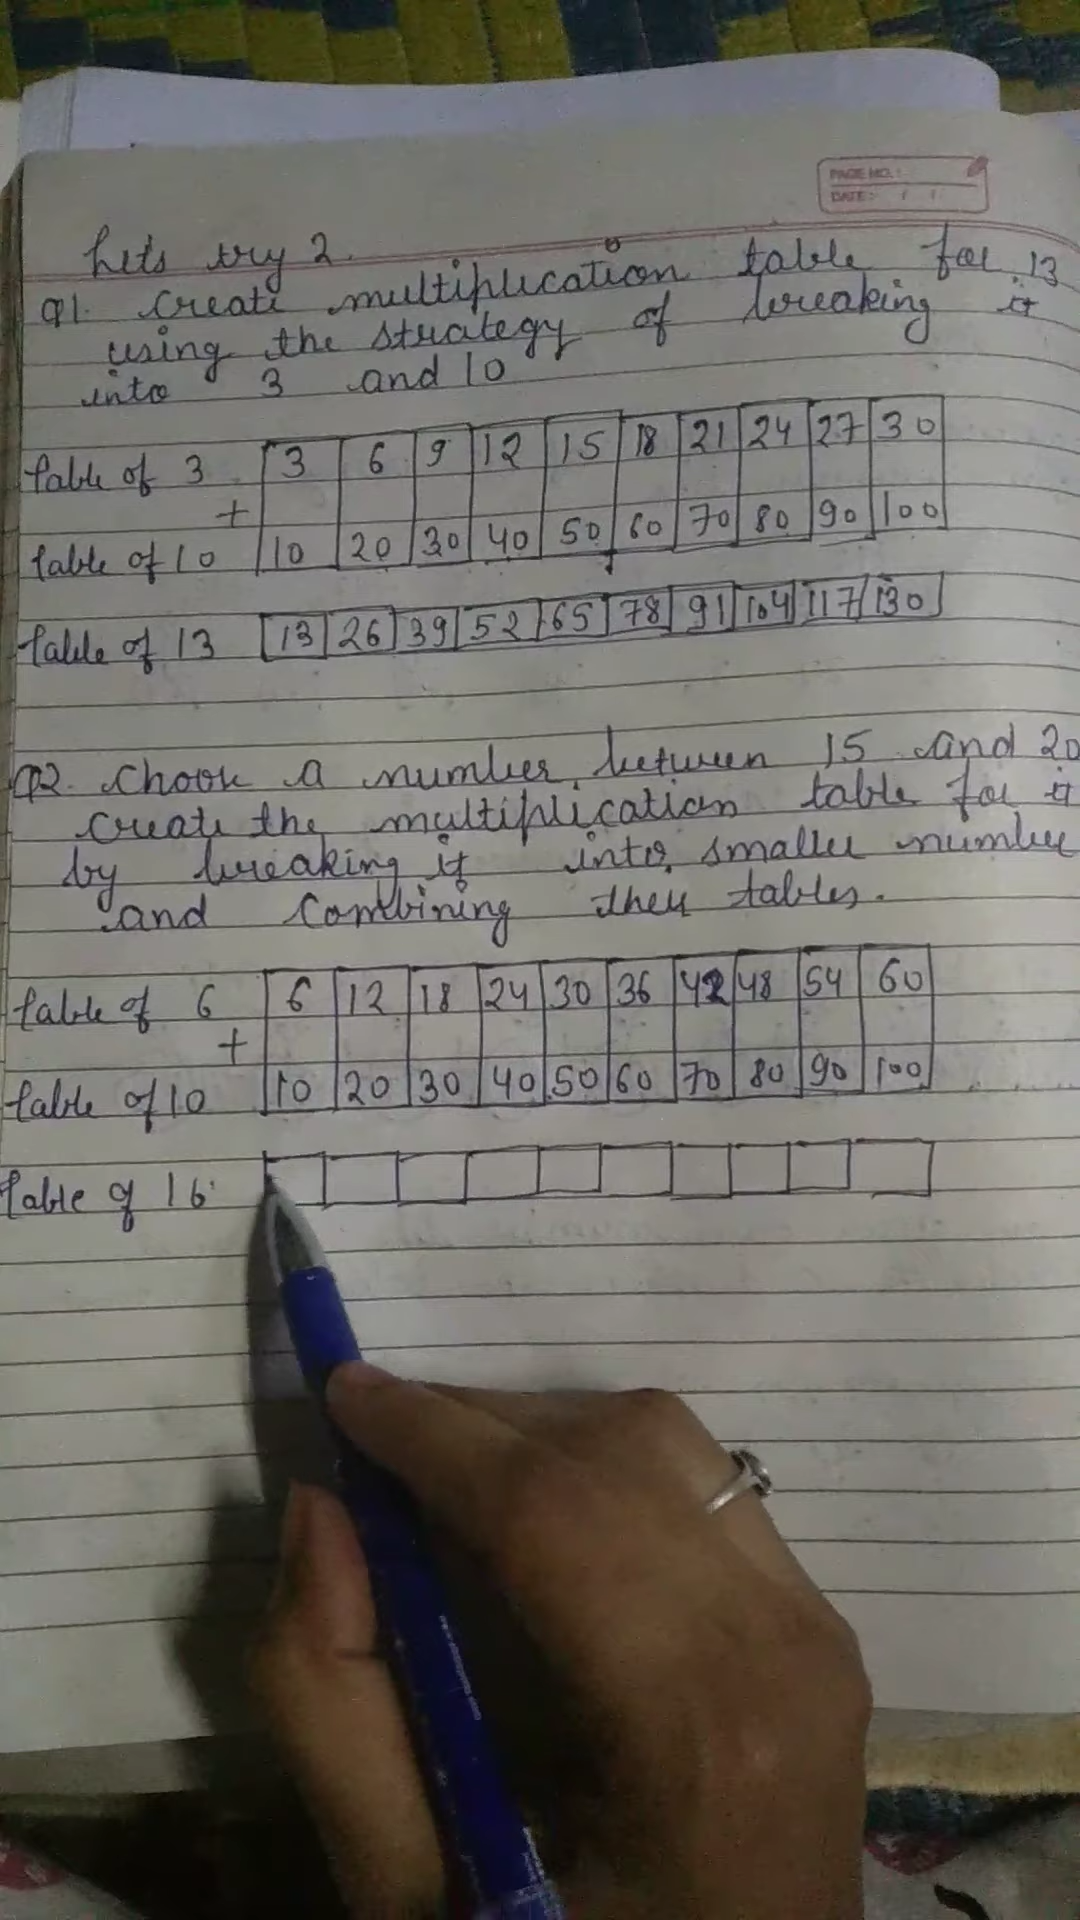 PAGE NO.:
DATE: / /
Let's try 2.
Q1. Create multiplication table for 13
using the strategy of breaking it
into 3 and 10
Table of 3 3 6 9 12 15 18 21 24 27 30
+
Table of 10 10 20 30 40 50 60 70 80 90 100
Table of 13 13 26 39 52 65 78 91 104 117 130
Q2. Choose a number between 15 and 20
create the multiplication table for it
by breaking it into smaller number
and combining their tables.
Table of 6 6 12 18 24 30 36 42 48 54 60
+
Table of 10 10 20 30 40 50 60 70 80 90 100
Table of 16